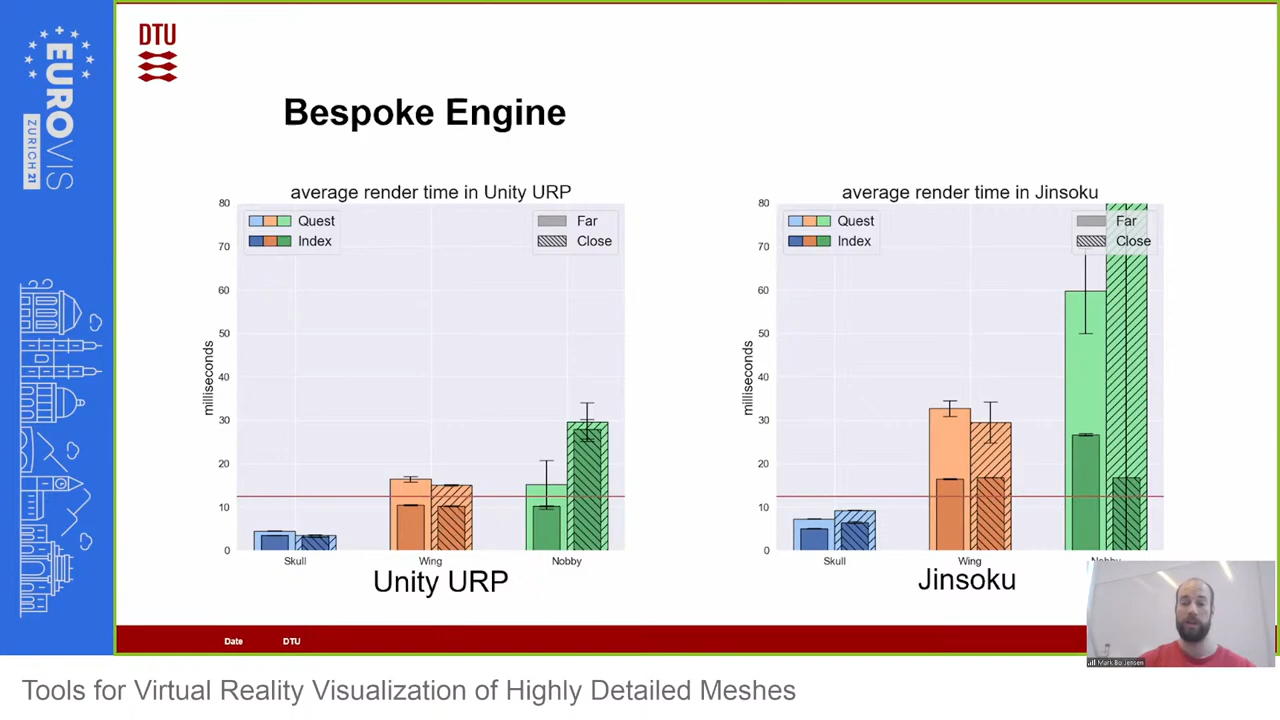 EUROVIS
ZURICH 21
DTU
Bespoke Engine
average render time in Unity URP
80
70
60
50
40
30
20
10
0
milliseconds
Quest
Index
Far
Close
Skull
Wing
Nobby
Unity URP
average render time in Jinsoku
80
70
60
50
40
30
20
10
0
milliseconds
Quest
Index
Far
Close
Skull
Wing
Nobby
Jinsoku
Date
DTU
Mark Bo Jensen
Tools for Virtual Reality Visualization of Highly Detailed Meshes